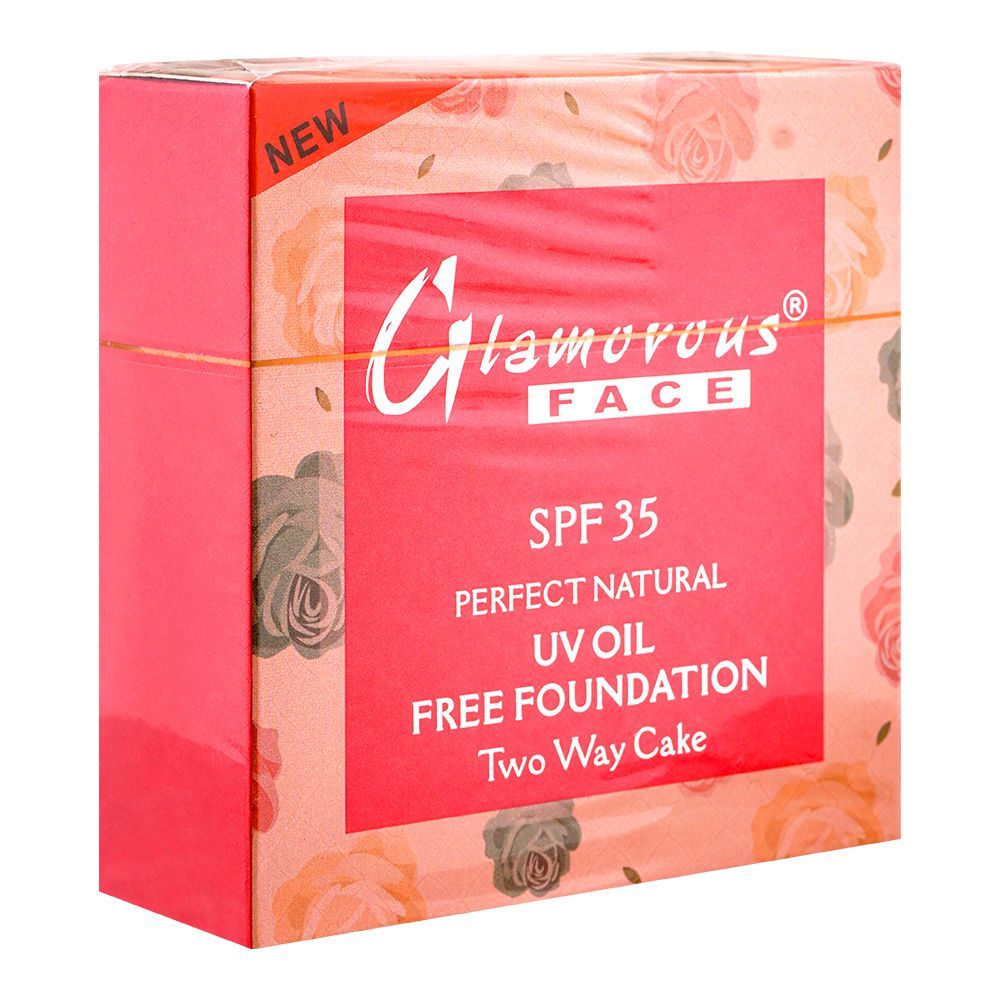 NEW
Glamorous®
FACE
SPF 35
PERFECT NATURAL
UV OIL
FREE FOUNDATION
Two Way Cake